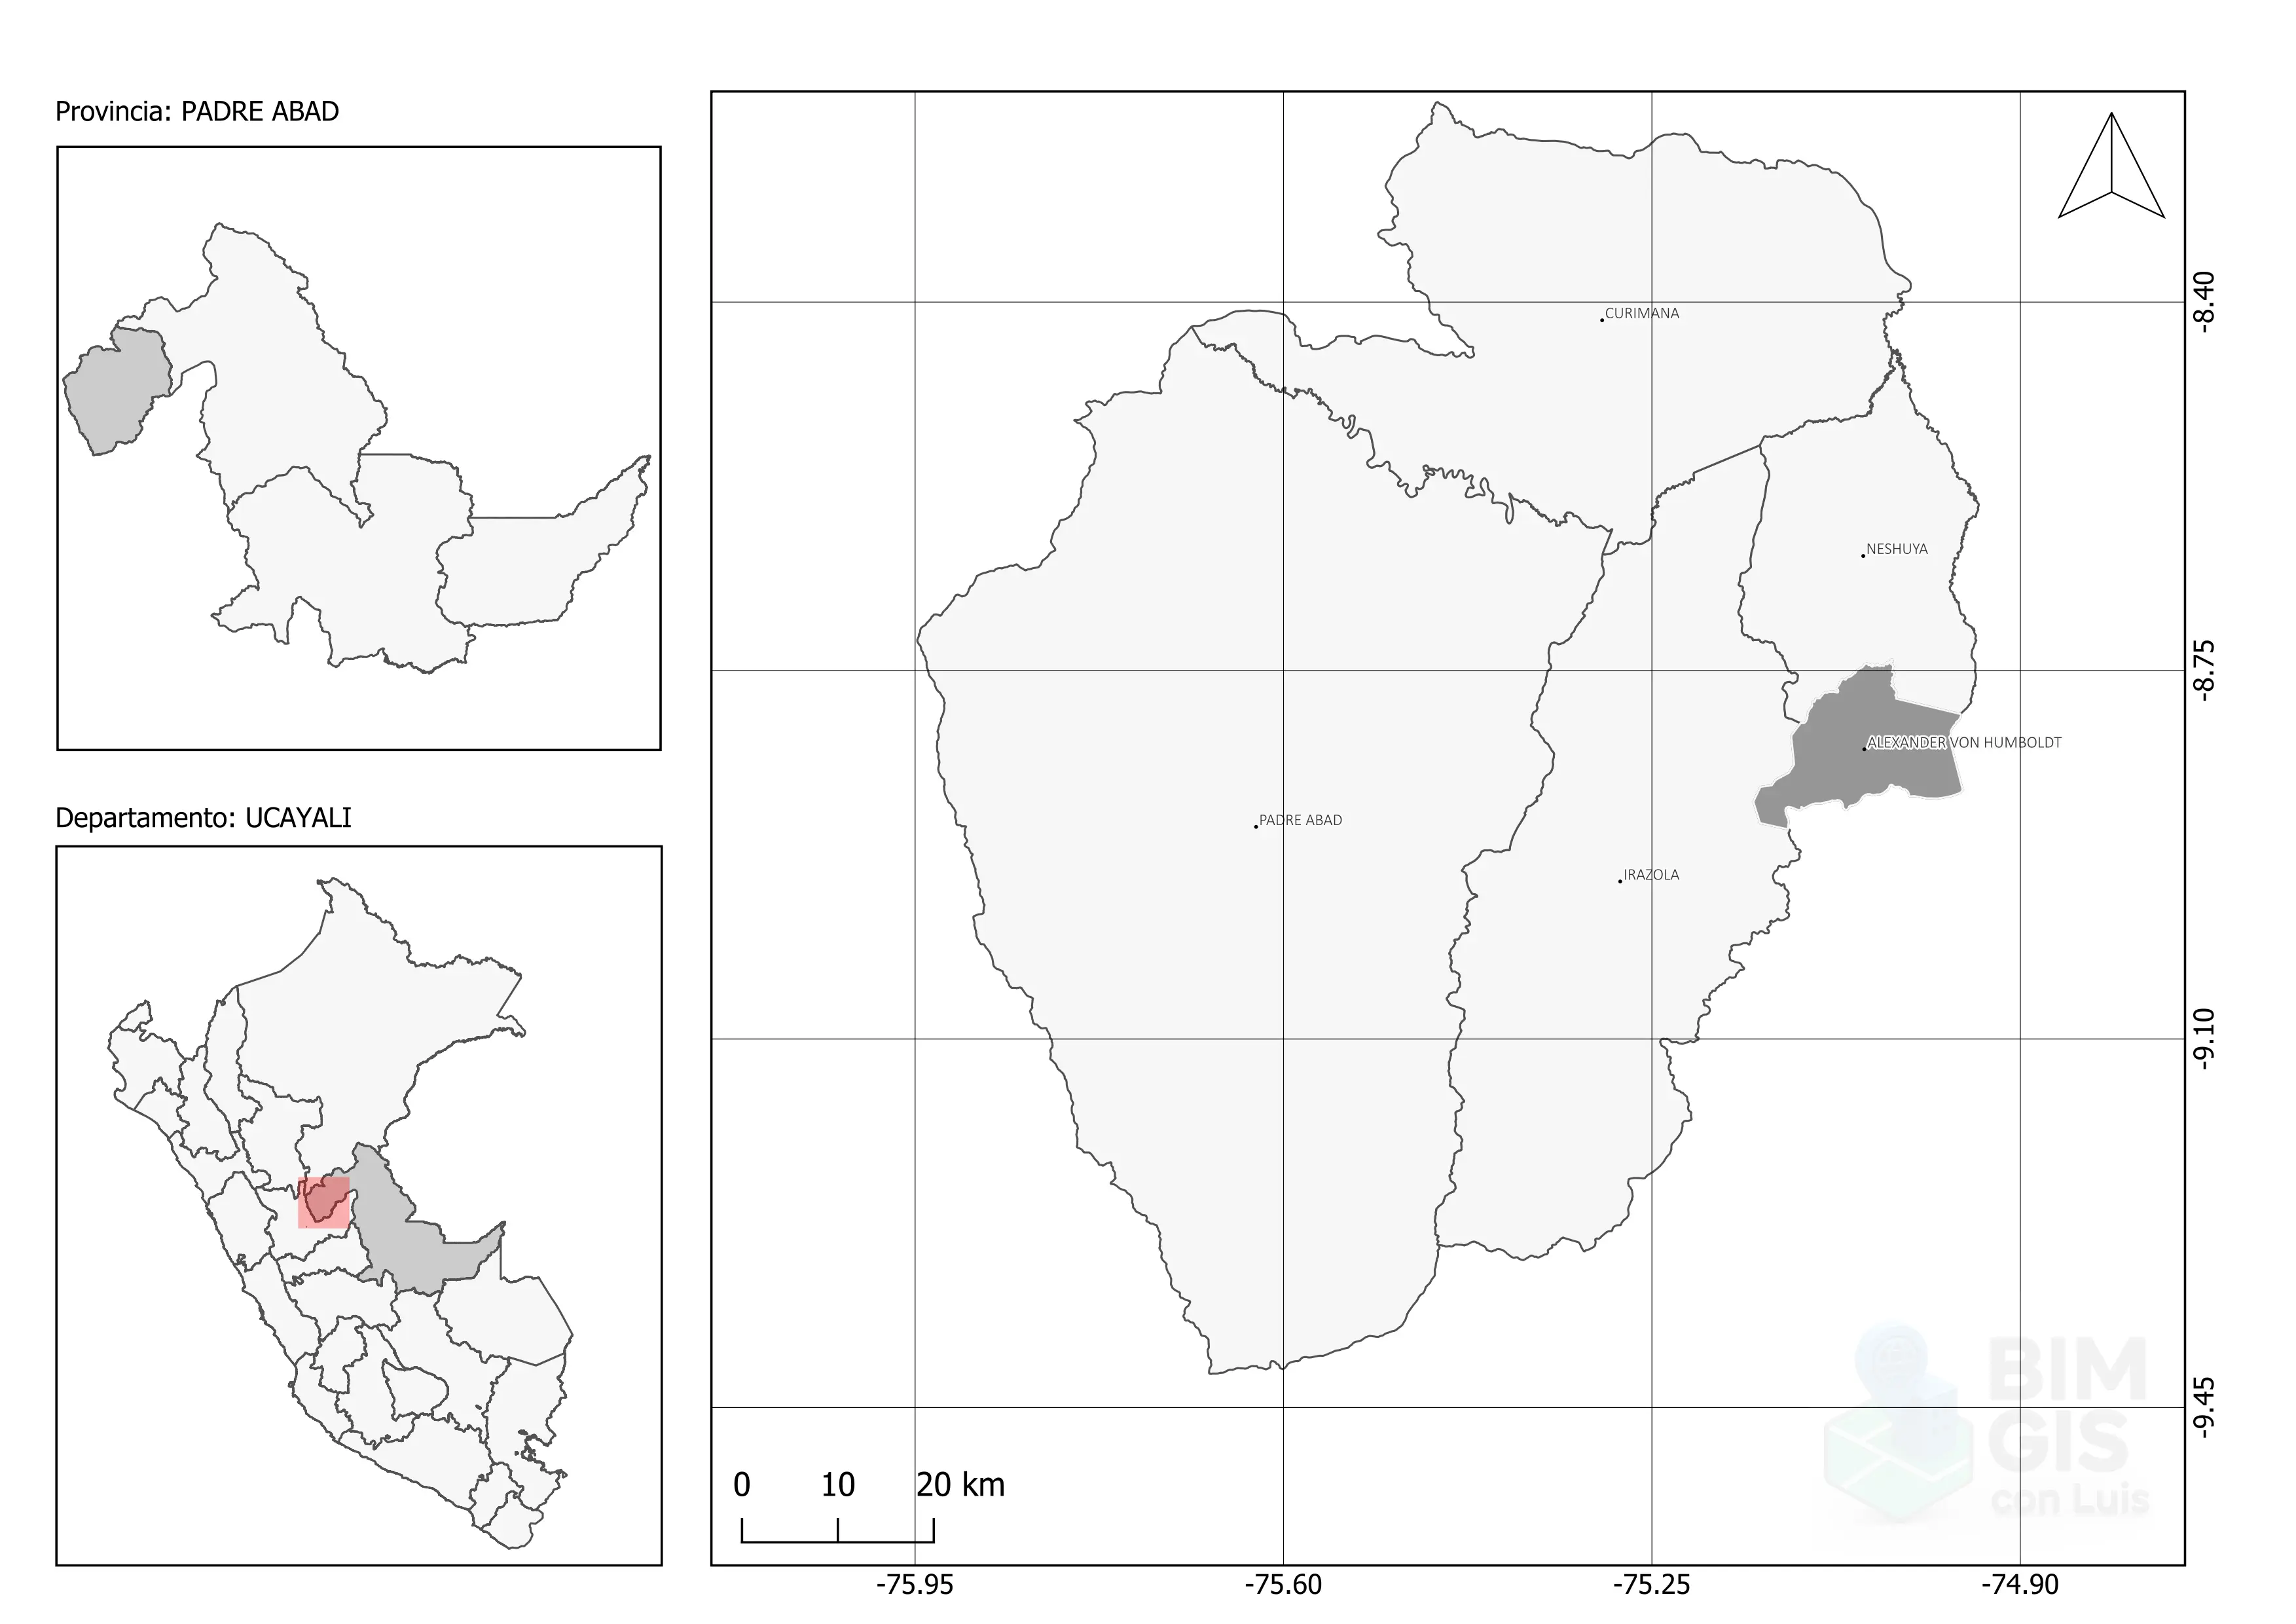 Provincia: PADRE ABAD
Departamento: UCAYALI
CURIMANA
NESHUYA
ALEXANDER VON HUMBOLDT
PADRE ABAD
IRAZOLA
-8.40
-8.75
-9.10
-9.45
0 10 20 km
-75.95 -75.60 -75.25 -74.90
BIM
GIS
con Luis